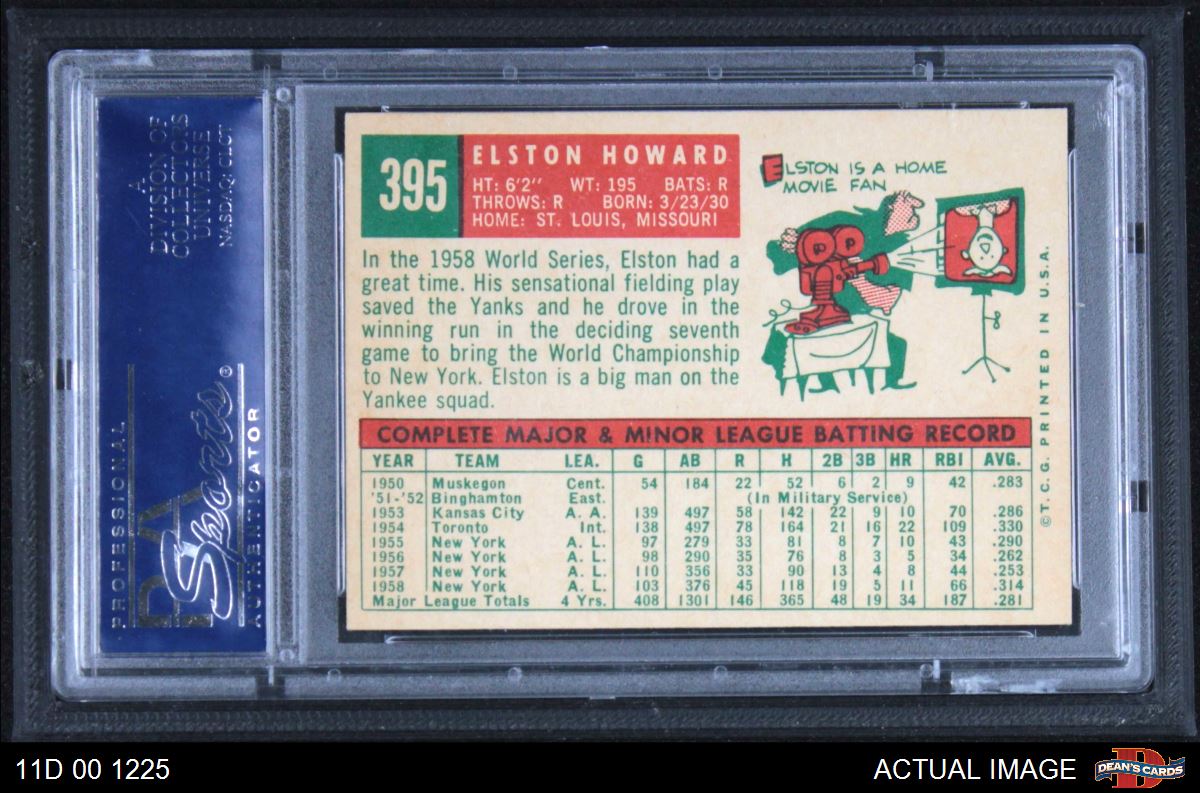 A
DIVISION OF
COLLECTORS
UNIVERSE
NASDAQ: CLCT
PROFESSIONAL
PSA
Sports®
AUTHENTICATOR
395
ELSTON HOWARD
HT: 6'2" WT: 195 BATS: R
THROWS: R BORN: 3/23/30
HOME: ST. LOUIS, MISSOURI
In the 1958 World Series, Elston had a
great time. His sensational fielding play
saved the Yanks and he drove in the
winning run in the deciding seventh
game to bring the World Championship
to New York. Elston is a big man on the
Yankee squad.
ELSTON IS A HOME
MOVIE FAN
COMPLETE MAJOR & MINOR LEAGUE BATTING RECORD
YEAR TEAM LEA. G AB R H 2B 3B HR RBI AVG.
1950 Muskegon Cent. 54 184 22 52 6 2 9 42 .283
'51-'52 Binghamton East. (In Military Service)
1953 Kansas City A. A. 139 497 58 142 22 9 10 70 .286
1954 Toronto Int. 138 497 78 164 21 16 22 109 .330
1955 New York A. L. 97 279 33 81 8 7 10 43 .290
1956 New York A. L. 98 290 35 76 8 3 5 34 .262
1957 New York A. L. 110 356 33 90 13 4 8 44 .253
1958 New York A. L. 103 376 45 118 19 5 11 66 .314
Major League Totals 4 Yrs. 408 1301 146 365 48 19 34 187 .281
©T.C.G. PRINTED IN U.S.A.
11D 00 1225
ACTUAL IMAGE
DEAN'S CARDS